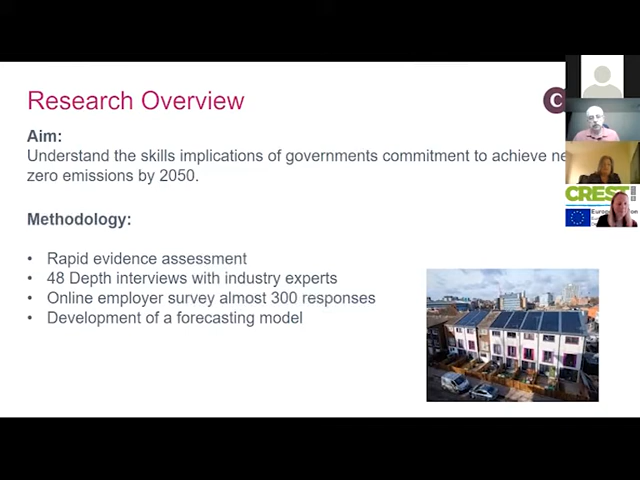 Research Overview
C
Aim:
Understand the skills implications of governments commitment to achieve
zero emissions by 2050.
CREST
Methodology:
• Rapid evidence assessment
• 48 Depth interviews with industry experts
• Online employer survey almost 300 responses
• Development of a forecasting model